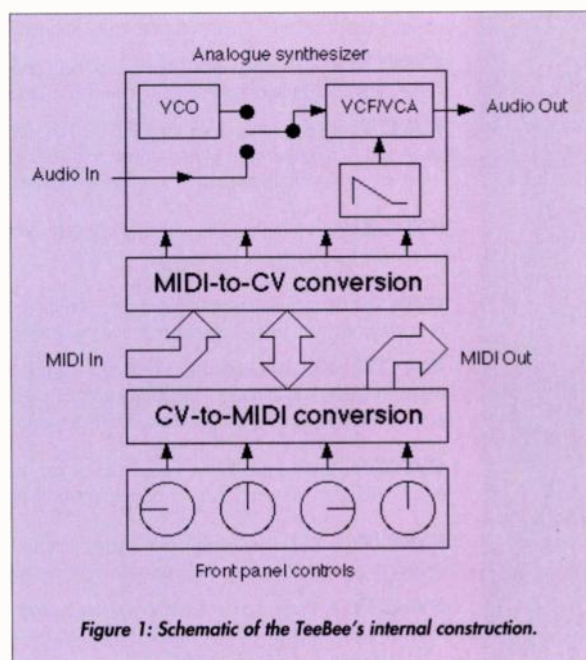 Analogue synthesizer
VCO
VCF/VCA
Audio Out
Audio In
MIDI-to-CV conversion
MIDI In
MIDI Out
CV-to-MIDI conversion
Front panel controls
Figure 1: Schematic of the TeeBee's internal construction.